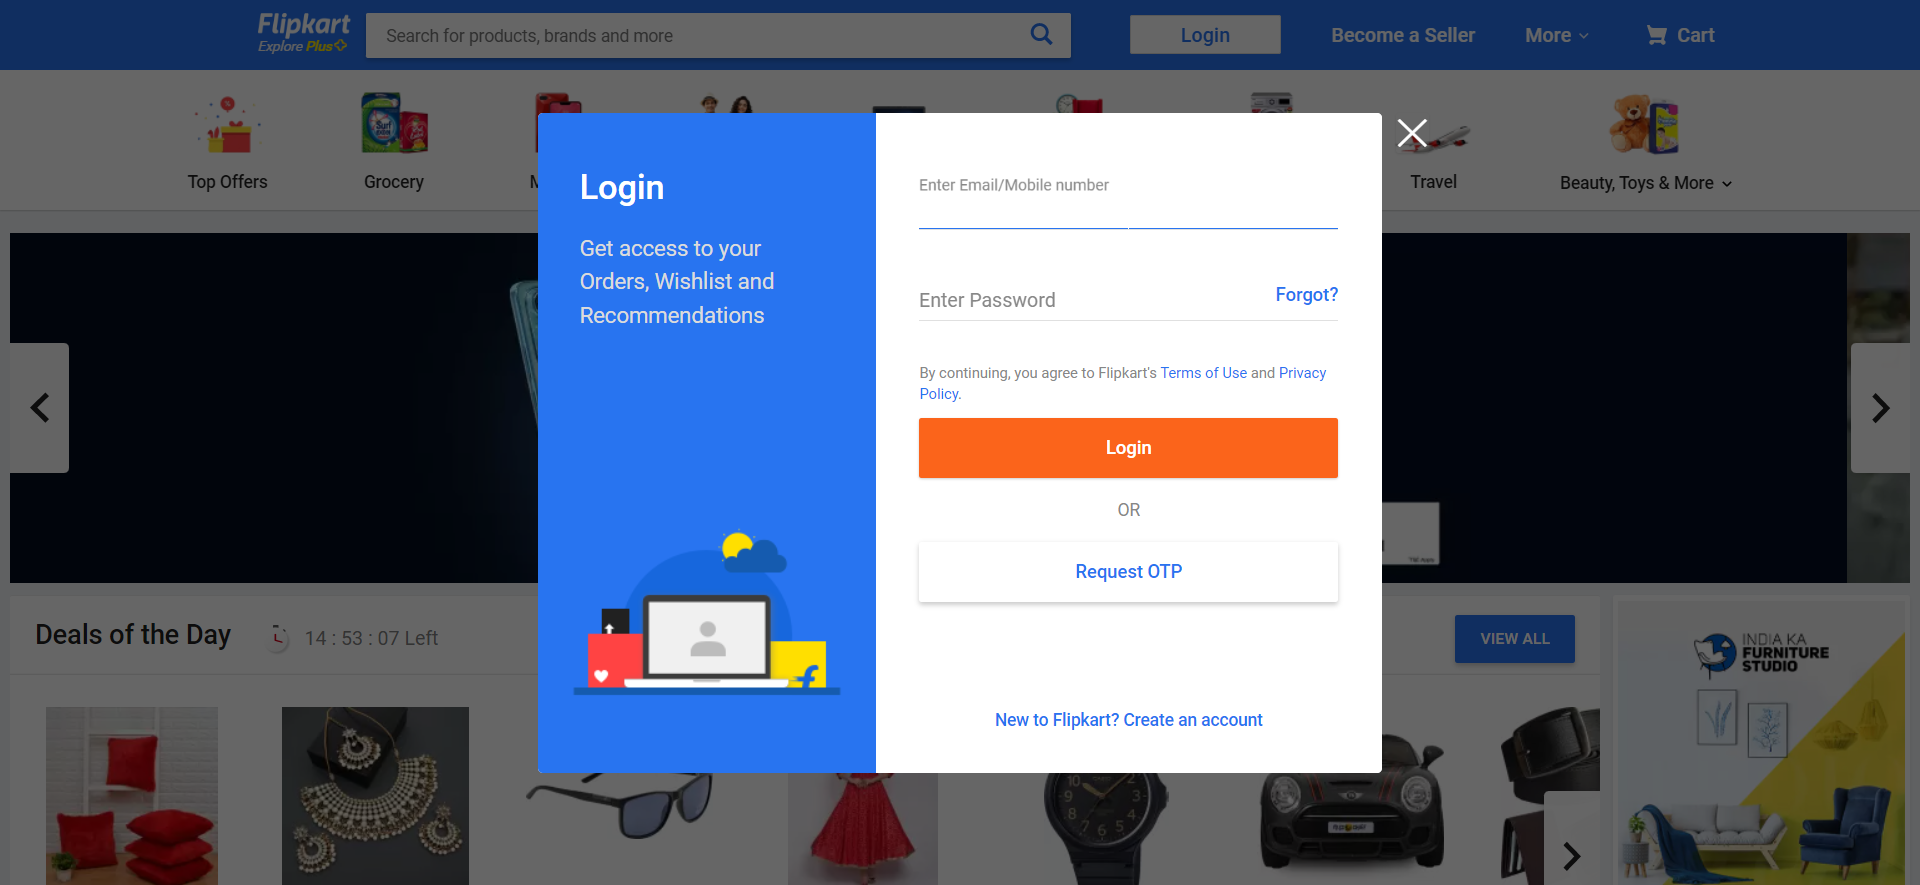 Flipkart
Explore Plus
Search for products, brands and more
Login
Become a Seller
More
Cart
Top Offers
Grocery
M
Travel
Beauty, Toys & More
Login
Get access to your
Orders, Wishlist and
Recommendations
Enter Email/Mobile number
Enter Password
Forgot?
By continuing, you agree to Flipkart's Terms of Use and Privacy
Policy.
Login
OR
Request OTP
New to Flipkart? Create an account
Deals of the Day
14 : 53 : 07 Left
VIEW ALL
INDIA KA
FURNITURE
STUDIO